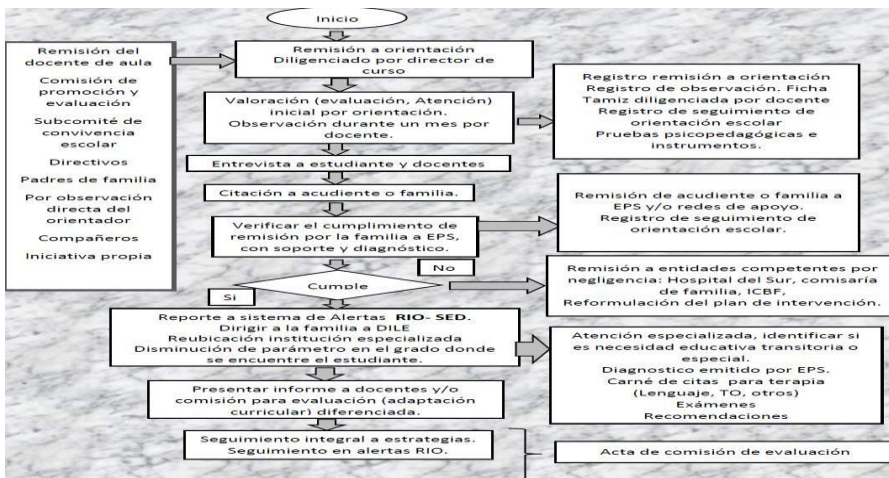 Inicio
Remisión del
docente de aula
Comisión de
promoción y
evaluación
Subcomité de
convivencia
escolar
Directivos
Padres de familia
Por observación
directa del
orientador
Compañeros
Iniciativa propia
Remisión a orientación
Diligenciado por director de
curso
Valoración (evaluación, Atención)
inicial por orientación.
Observación durante un mes por
docente.
Registro remisión a orientación
Registro de observación. Ficha
Tamiz diligenciada por docente
Registro de seguimiento de
orientación escolar
Pruebas psicopedagógicas e
instrumentos.
Entrevista a estudiante y docentes
Citación a acudiente o familia.
Verificar el cumplimiento de
remisión por la familia a EPS,
con soporte y diagnóstico.
Remisión de acudiente o familia a
EPS y/o redes de apoyo.
Registro de seguimiento de
orientación escolar.
No
Cumple
Si
Remisión a entidades competentes por
negligencia: Hospital del Sur, comisaría
de familia, ICBF,
Reformulación del plan de intervención.
Reporte a sistema de Alertas RIO- SED.
Dirigir a la familia a DILE
Reubicación institución especializada
Disminución de parámetro en el grado donde
se encuentre el estudiante.
Atención especializada, identificar si
es necesidad educativa transitoria o
especial.
Diagnostico emitido por EPS.
Carné de citas para terapia
(Lenguaje, TO, otros)
Exámenes
Recomendaciones
Presentar informe a docentes y/o
comisión para evaluación (adaptación
curricular) diferenciada.
Seguimiento integral a estrategias.
Seguimiento en alertas RIO.
Acta de comisión de evaluación